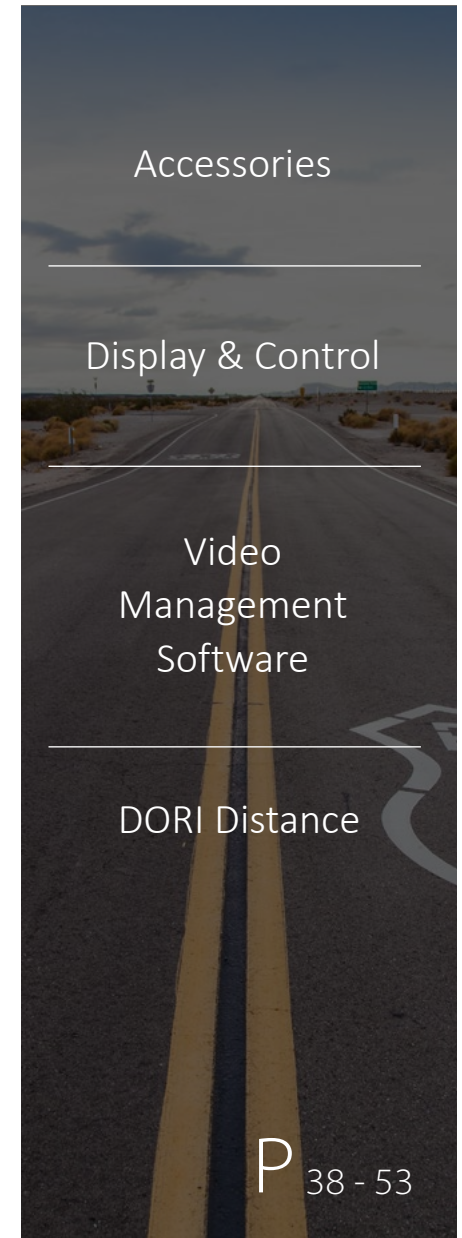 Accessories
Display & Control
Video
Management
Software
DORI Distance
P 38 - 53